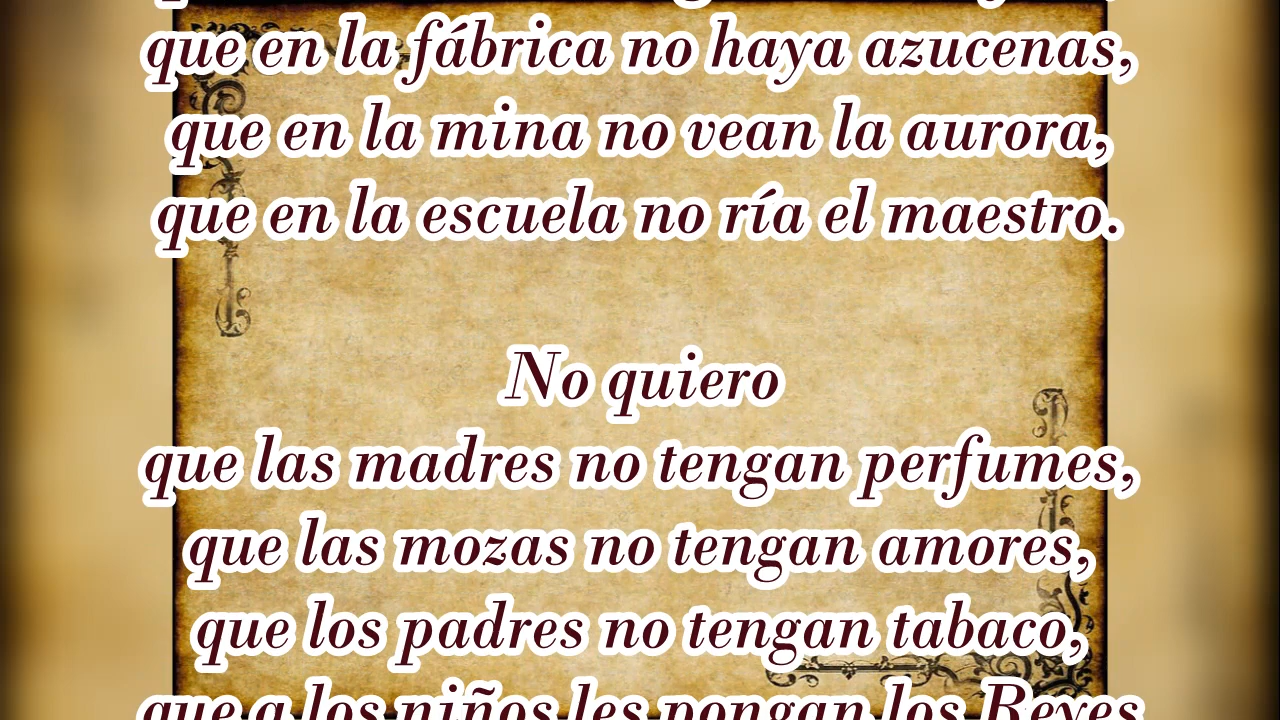 que en la fábrica no haya azucenas,
que en la mina no vean la aurora,
que en la escuela no ría el maestro.
No quiero
que las madres no tengan perfumes,
que las mozas no tengan amores,
que los padres no tengan tabaco,
que a los niños les pongan los Reyes